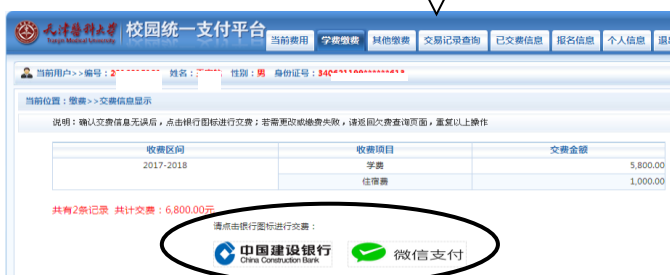 天津醫科大學 校园统一支付平台
Tianjin Medical University
当前费用 学费缴费 其他缴费 交易记录查询 已交费信息 报名信息 个人信息
当前用户>>编号： 姓名： 性别：男 身份证号：
当前位置：缴费>>交费信息显示
说明：确认交费信息无误后，点击银行图标进行交费；若需更改或缴费失败，请返回欠费查询页面，重复以上操作
收费区间 收费项目 交费金额
2017-2018 学费 5,800.00
住宿费 1,000.00
共有2条记录 共计交费：6,800.00元
请点击银行图标进行交费：
中国建设银行 微信支付
China Construction Bank